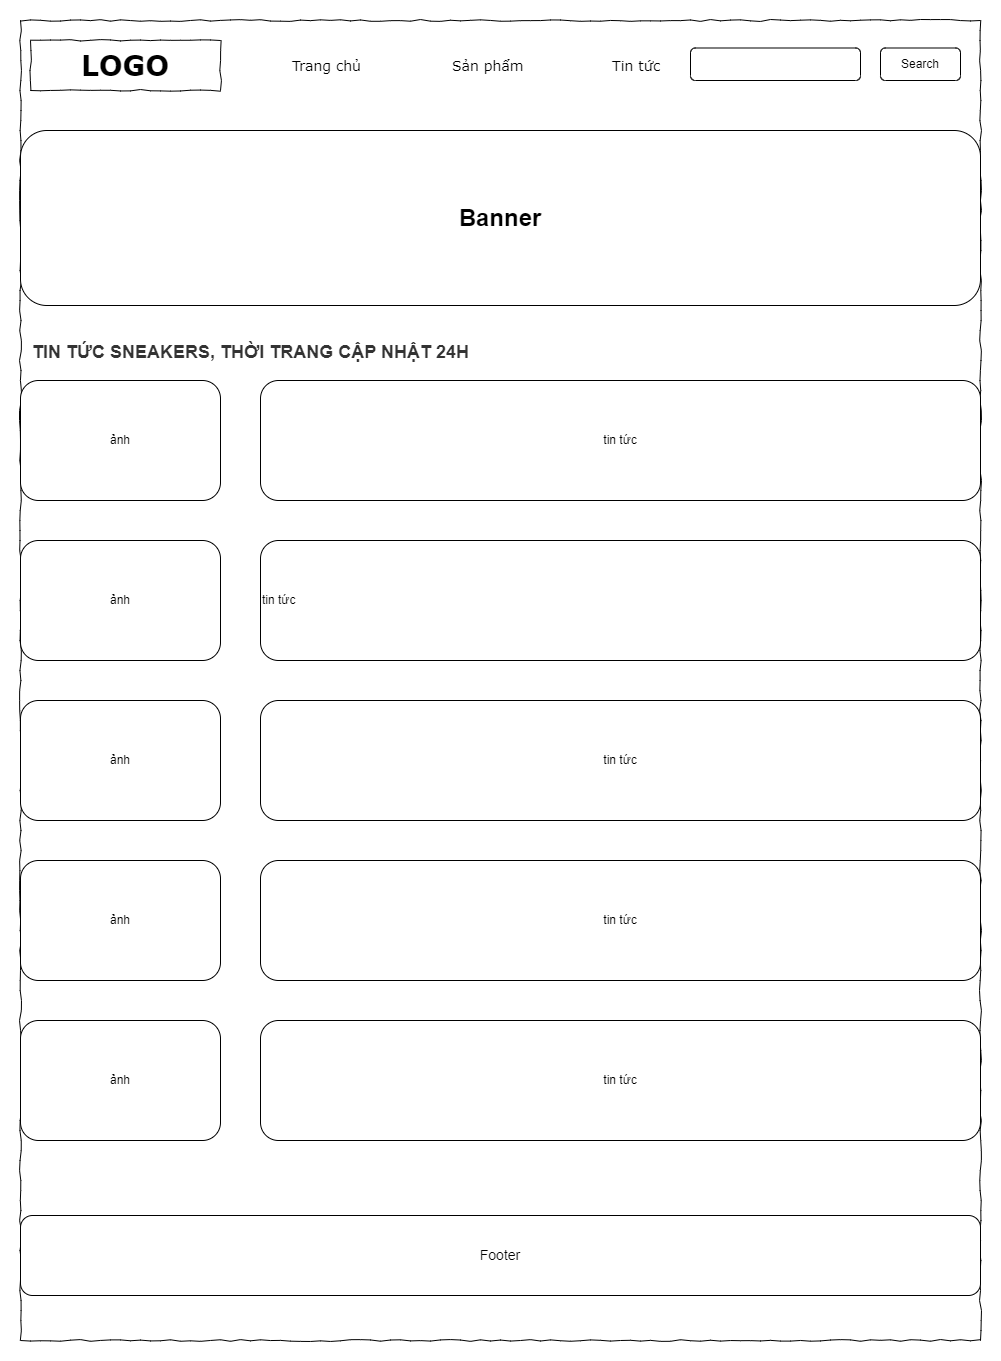 LOGO
Trang chủ
Sản phẩm
Tin tức
Search
Banner
TIN TỨC SNEAKERS, THỜI TRANG CẬP NHẬT 24H
ảnh
tin tức
ảnh
tin tức
ảnh
tin tức
ảnh
tin tức
ảnh
tin tức
Footer